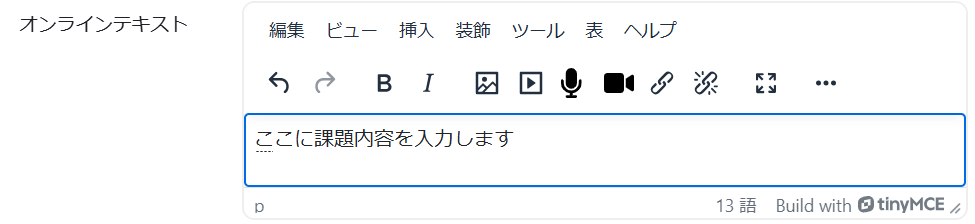 オンラインテキスト
編集 ビュー 挿入 装飾 ツール 表 ヘルプ
B I
ここに課題内容を入力します
p 13 語 Build with tinyMCE